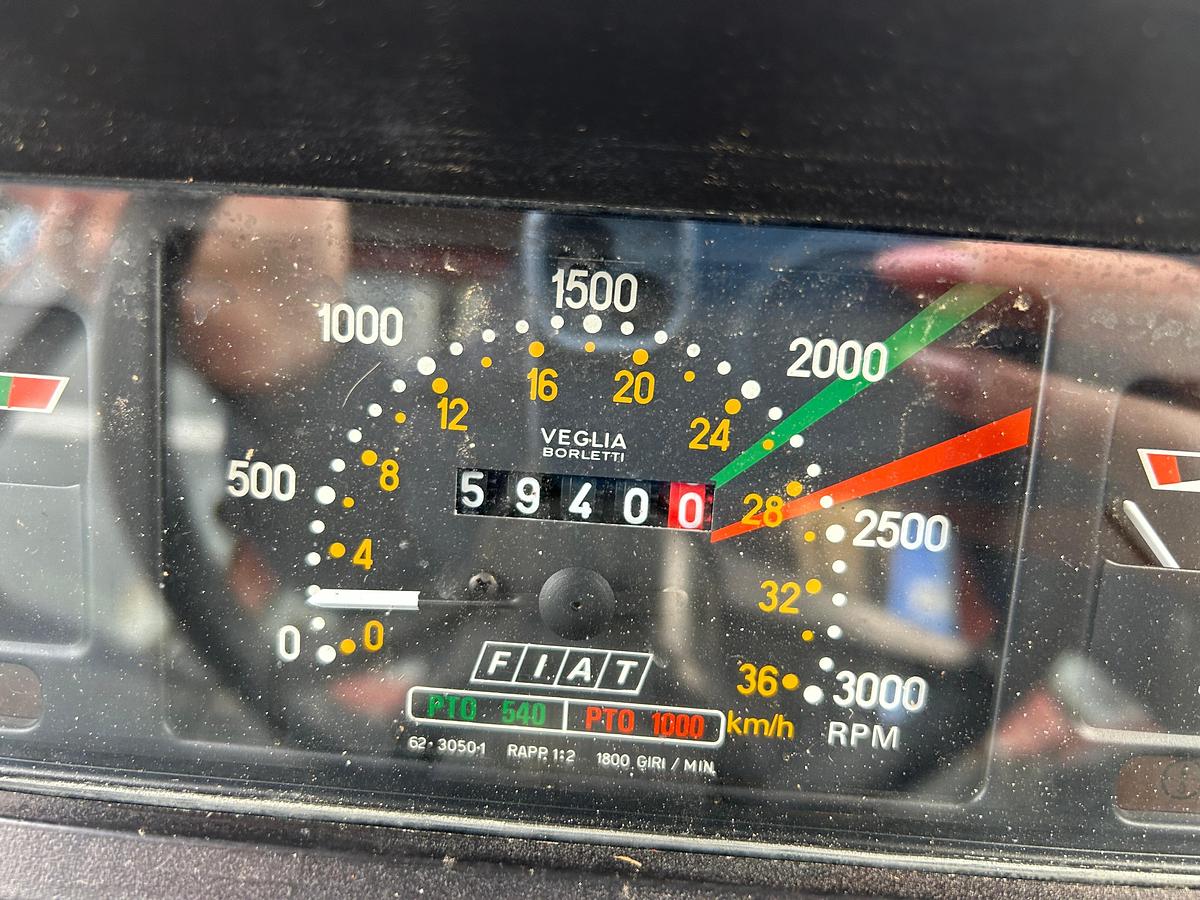 1500
1000
2000
16
20
12
24
VEGLIA
BORLETTI
500
8
59400
28
2500
4
32
0
0
FIAT
36
3000
PTO 540
PTO 1000
km/h
RPM
62-3050-1 RAPP. 1:2 1800 GIRI / MIN.